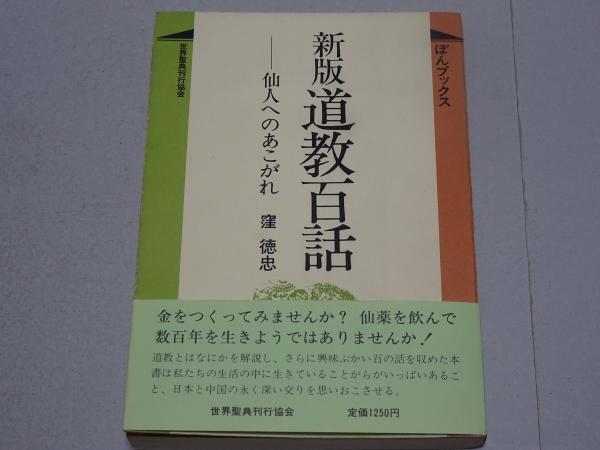 ぽんブックス
新版 道教百話
──仙人へのあこがれ
窪 徳忠
世界聖典刊行協会
金をつくってみませんか? 仙薬を飲んで
数百年を生きようではありませんか!
道教とはなにかを解説し、さらに興味ぶかい百の話を収めた本
書は私たちの生活の中に生きていることがらがいっぱいあるこ
と、日本と中国の永く深い交りを思いおこさせる。
世界聖典刊行協会 定価1250円